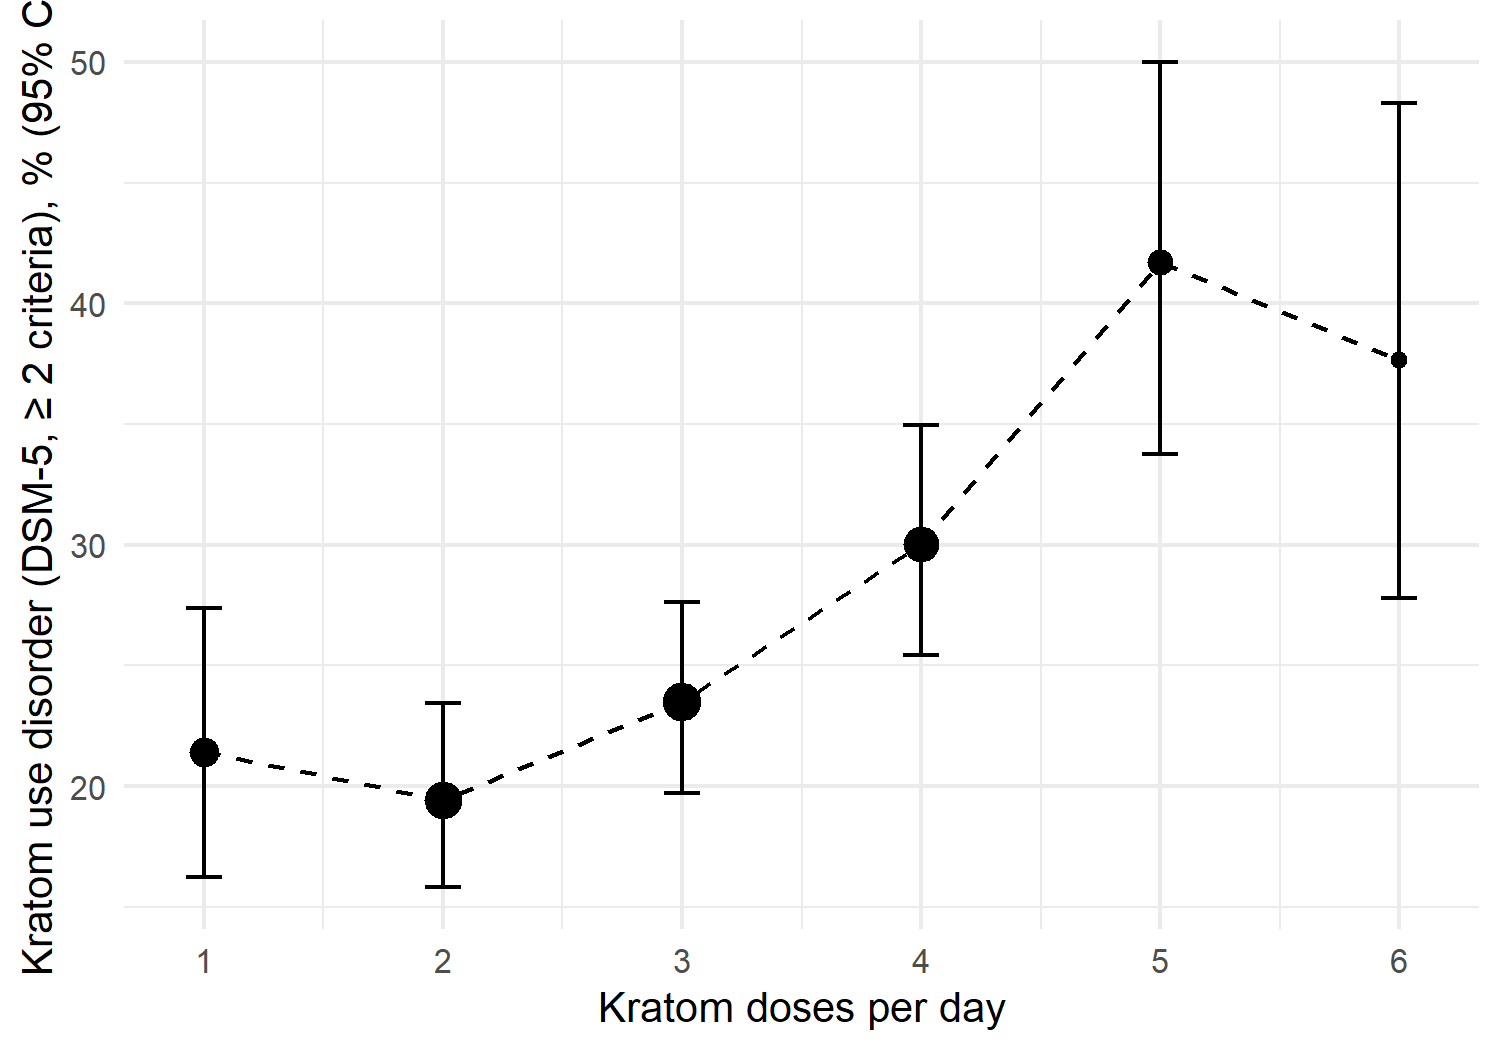 Kratom use disorder (DSM-5, ≥ 2 criteria), % (95% C
50
40
30
20
1 2 3 4 5 6
Kratom doses per day